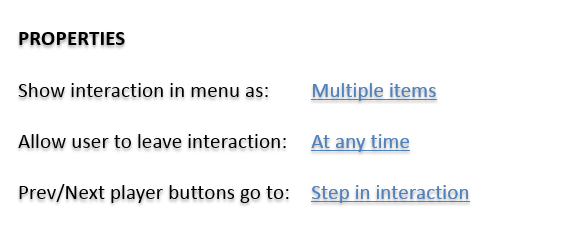 PROPERTIES
Show interaction in menu as: Multiple items
Allow user to leave interaction: At any time
Prev/Next player buttons go to: Step in interaction